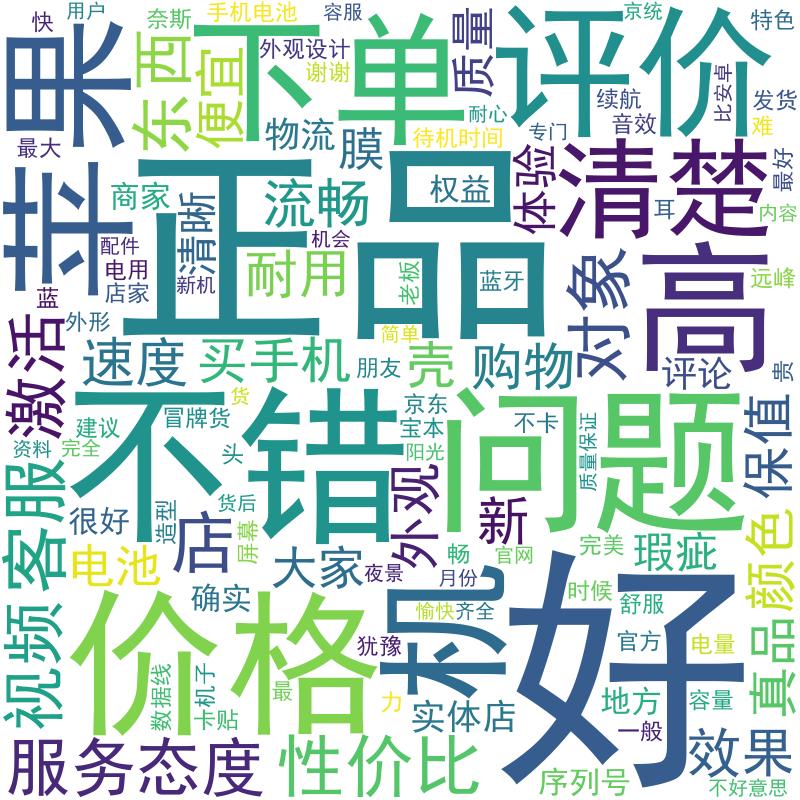 快
用户
奈斯
手机电池
容服
京统
特色
果
东西
便宜
下单
外观设计
谢谢
质量
评价
续航
音效
比安卓
发货
难
最大
物流
膜
耐心
待机时间
专门
体验
清楚
最好
苹
商家
清晰
正品
流畅
权益
耳
内容
配件
电用
店家
新机
机会
耐用
老板
蓝牙
对象
高
远峰
蓝
外形
激活
速度
买手机
简单
朋友
壳
购物
评论
贵
货
建议
冒牌货
京东
宝本
不卡
质量保证
保值
资料
完全
不错
头
阳光
问题
客服
很好
造型
货后
屏幕
店
外观
新
畅
官网
完美
瑕疵
颜色
电池
大家
夜景
月份
确实
愉快
齐全
机
好
时候
舒服
视频
价格
犹豫
官方
电量
真品
数据线
卡贴
机子
最
力
实体店
地方
容量
一般
服务态度
性价比
序列号
效果
不好意思